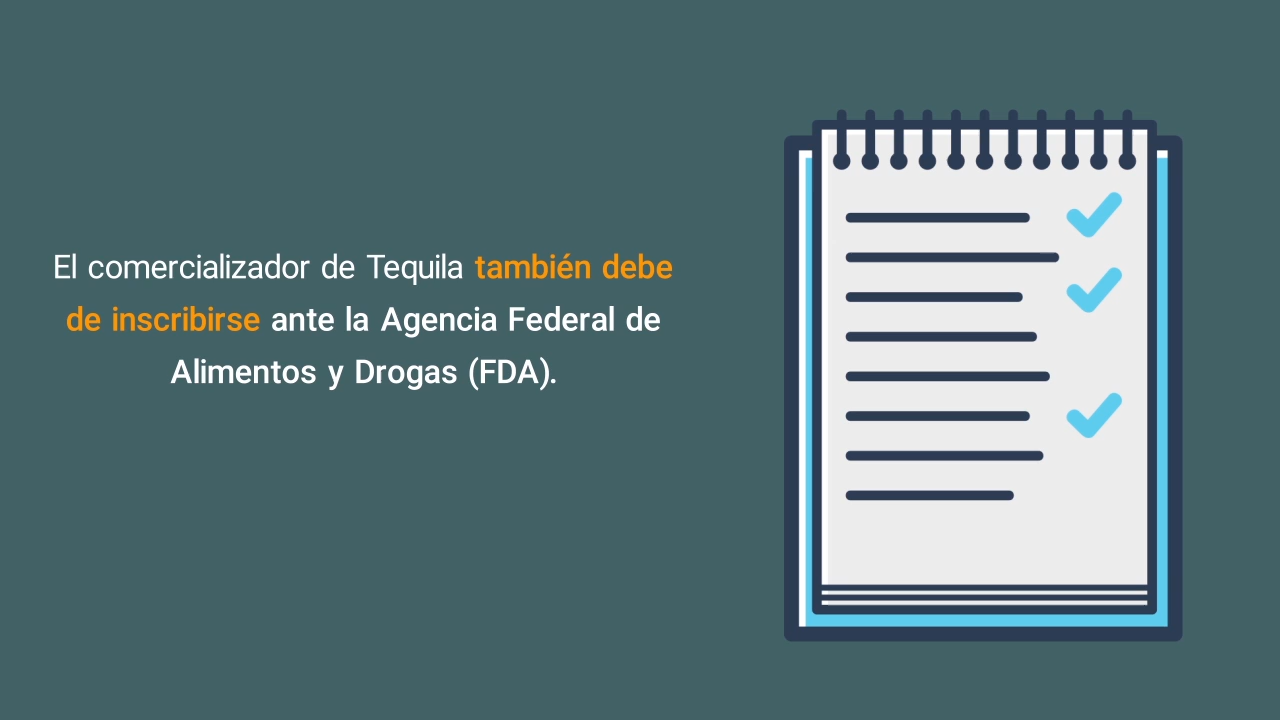 El comercializador de Tequila también debe
de inscribirse ante la Agencia Federal de
Alimentos y Drogas (FDA).